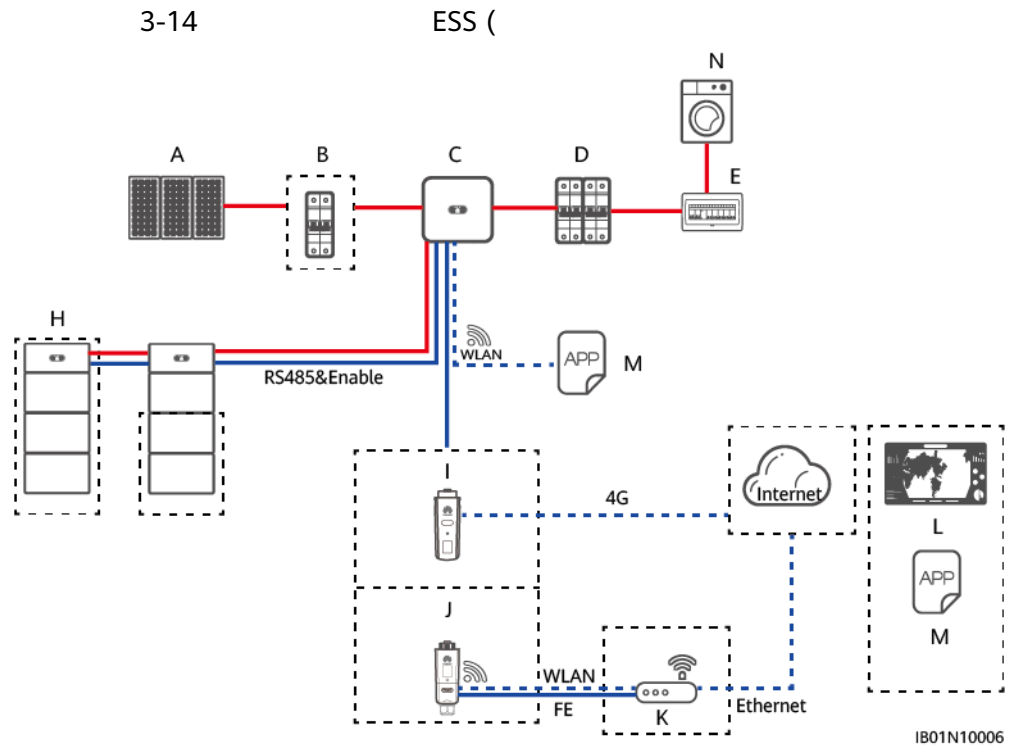 3-14 ESS (
N
A B C D
E
H
WLAN
APP
M
RS485&Enable
I
4G
Internet
L
APP
M
J
WLAN
FE
K
Ethernet
IB01N10006